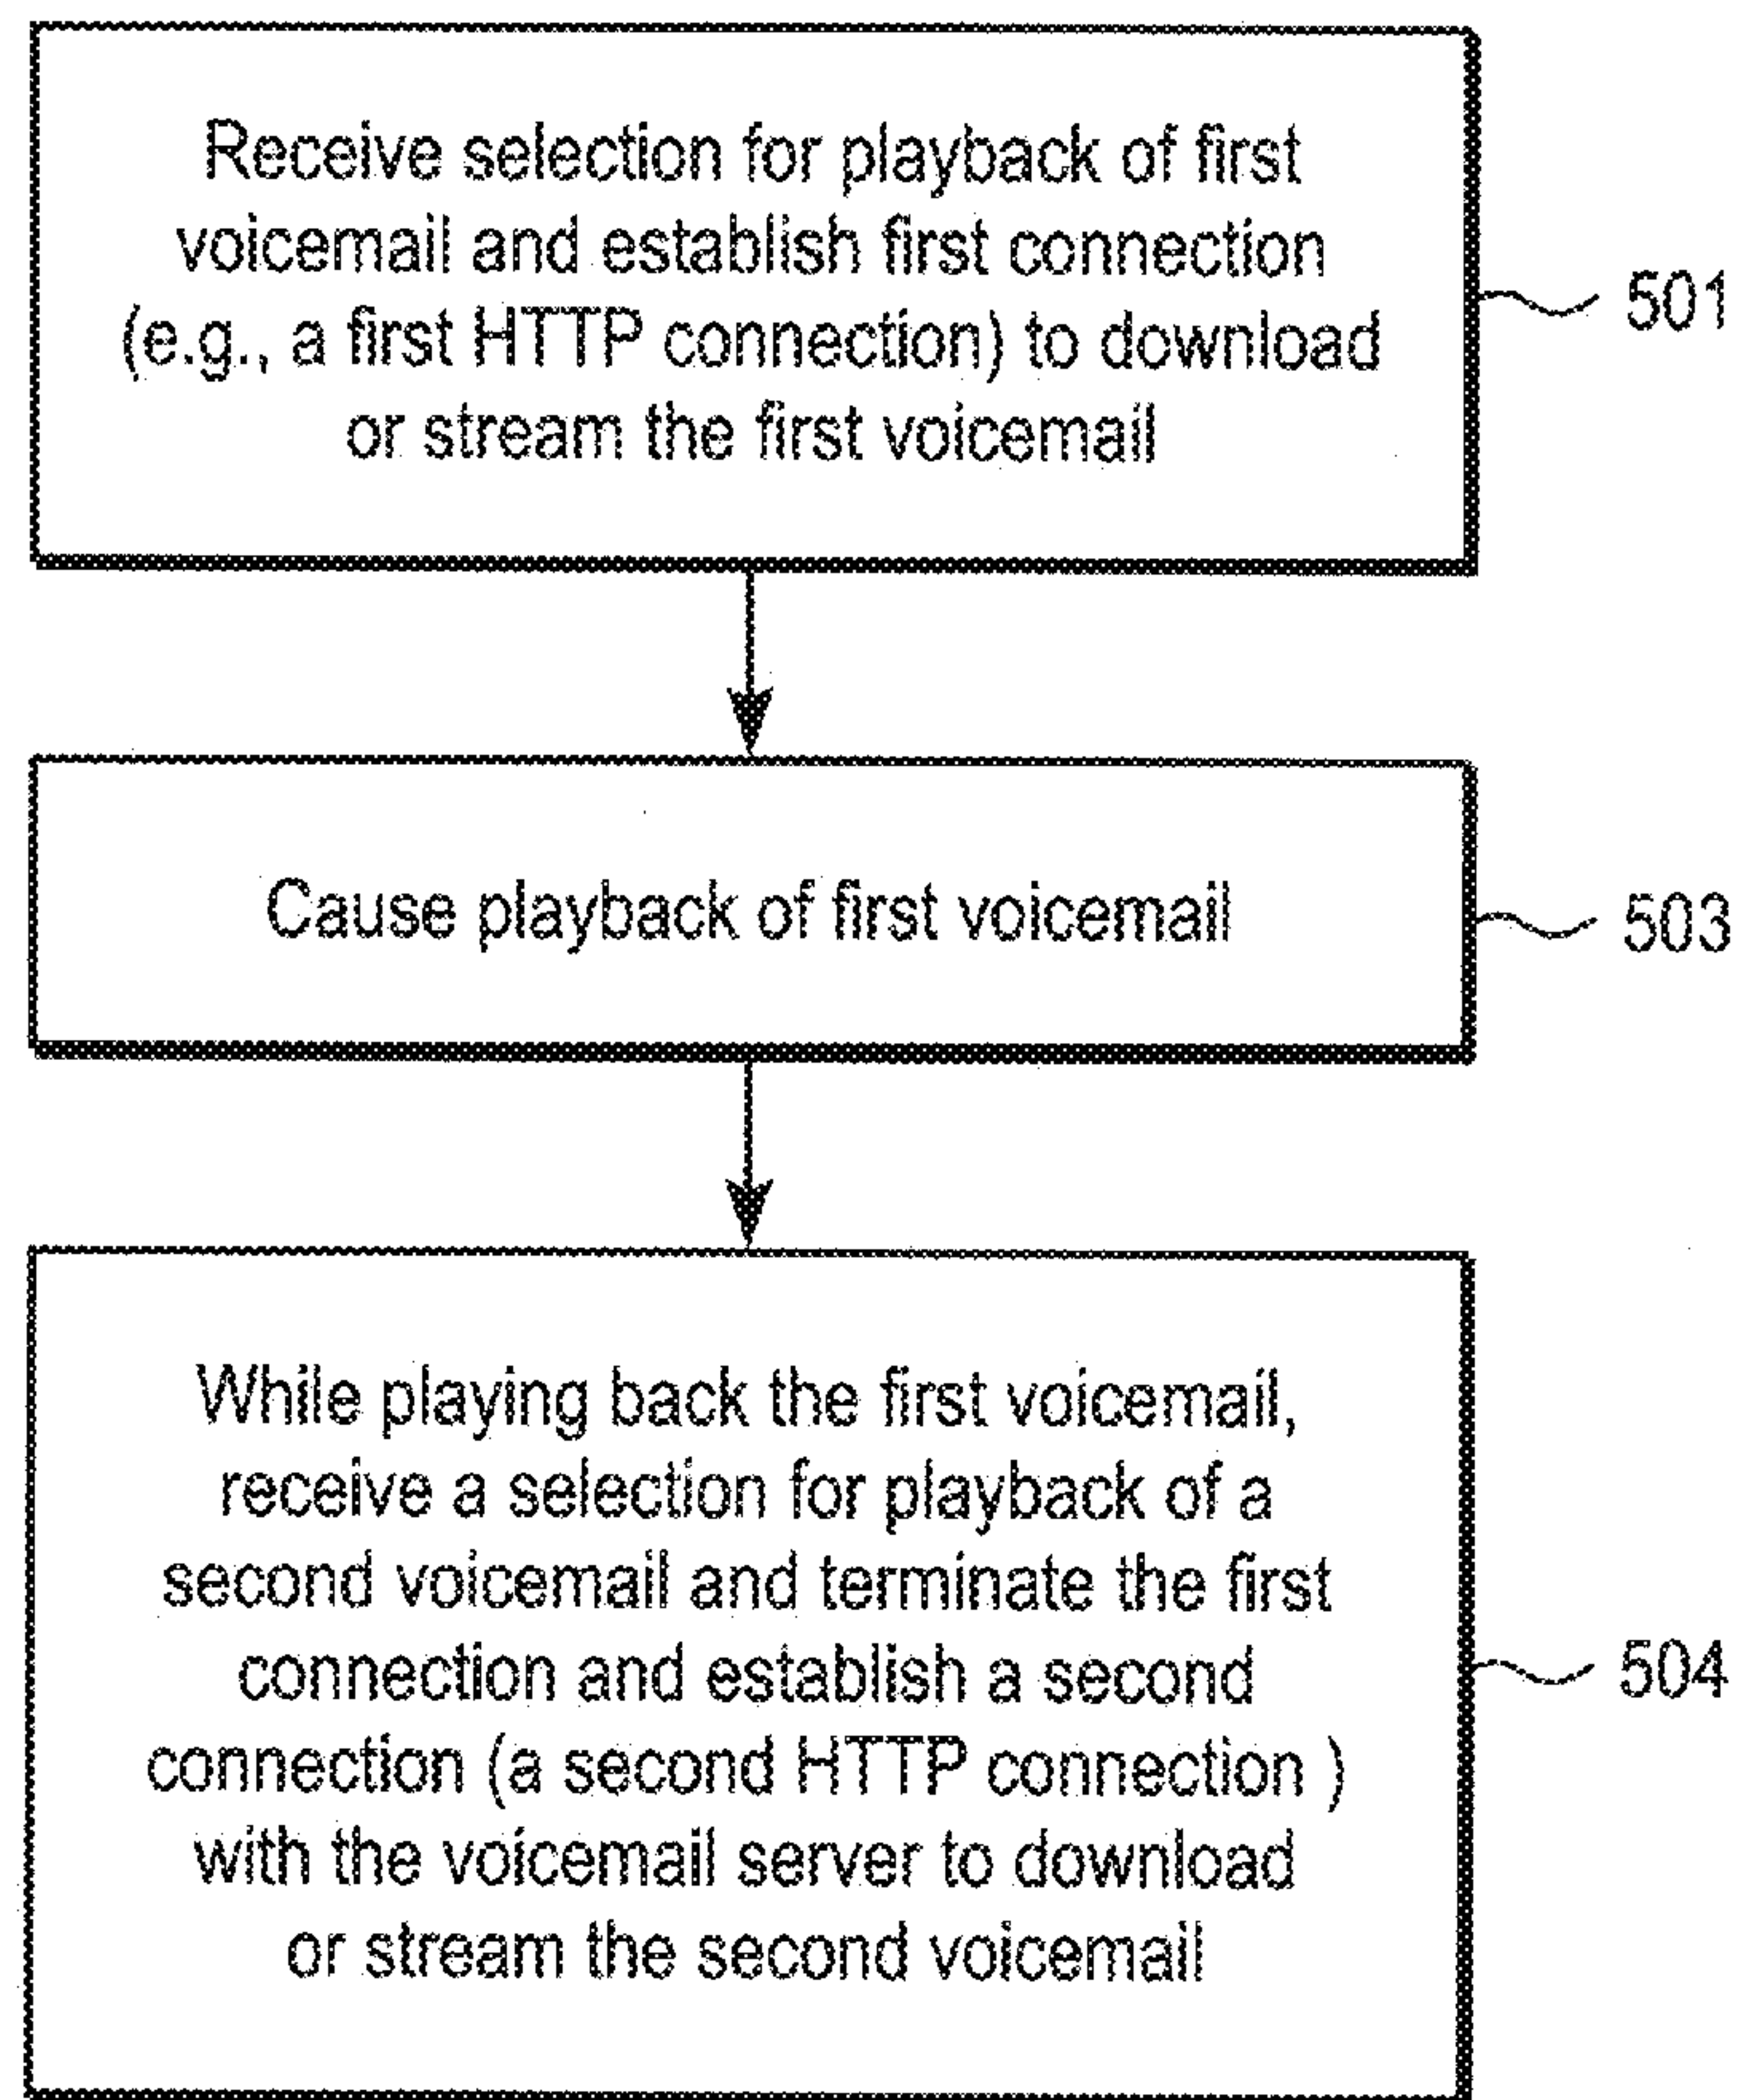 Receive selection for playback of first
voicemail and establish first connection
(e.g., a first HTTP connection) to download
or stream the first voicemail
501
Cause playback of first voicemail
503
While playing back the first voicemail,
receive a selection for playback of a
second voicemail and terminate the first
connection and establish a second
connection (a second HTTP connection )
with the voicemail server to download
or stream the second voicemail
504